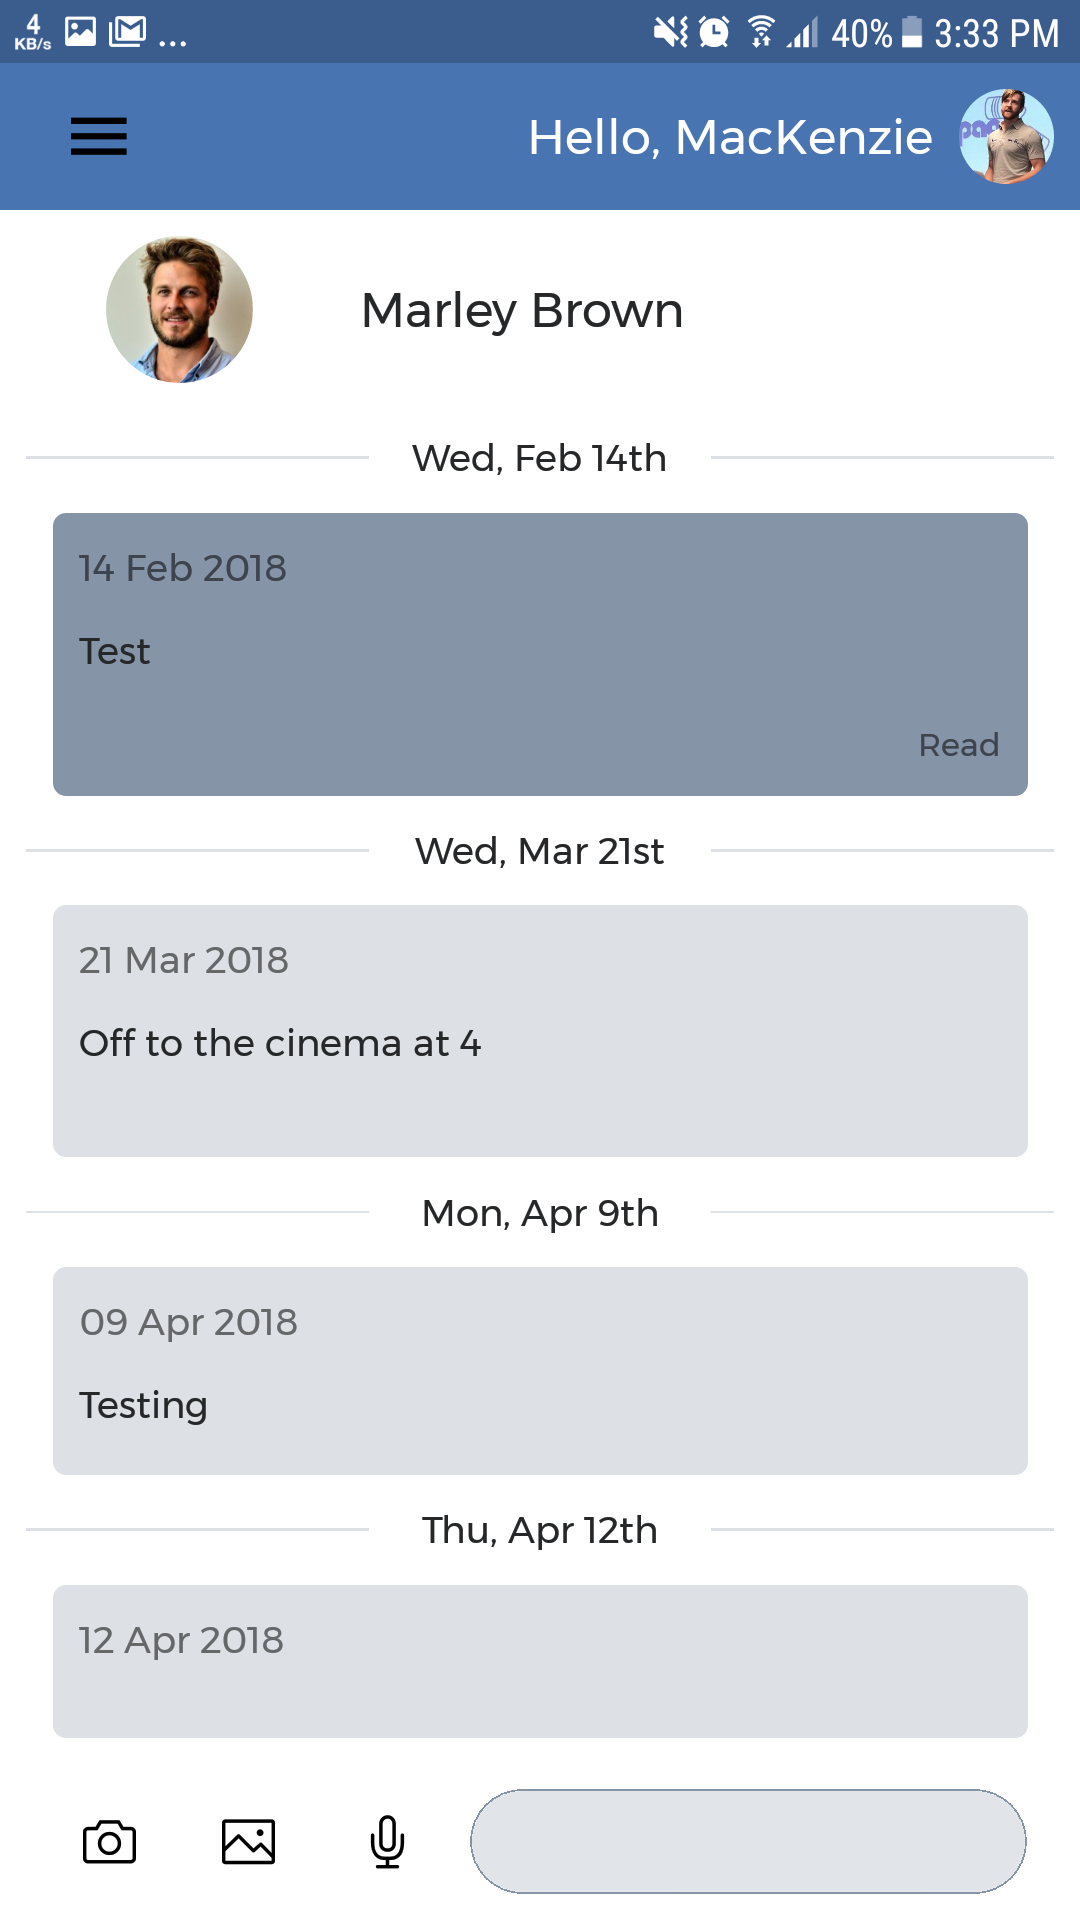 4
KB/s
...
40%
3:33 PM
Hello, MacKenzie
Marley Brown
Wed, Feb 14th
14 Feb 2018
Test
Read
Wed, Mar 21st
21 Mar 2018
Off to the cinema at 4
Mon, Apr 9th
09 Apr 2018
Testing
Thu, Apr 12th
12 Apr 2018